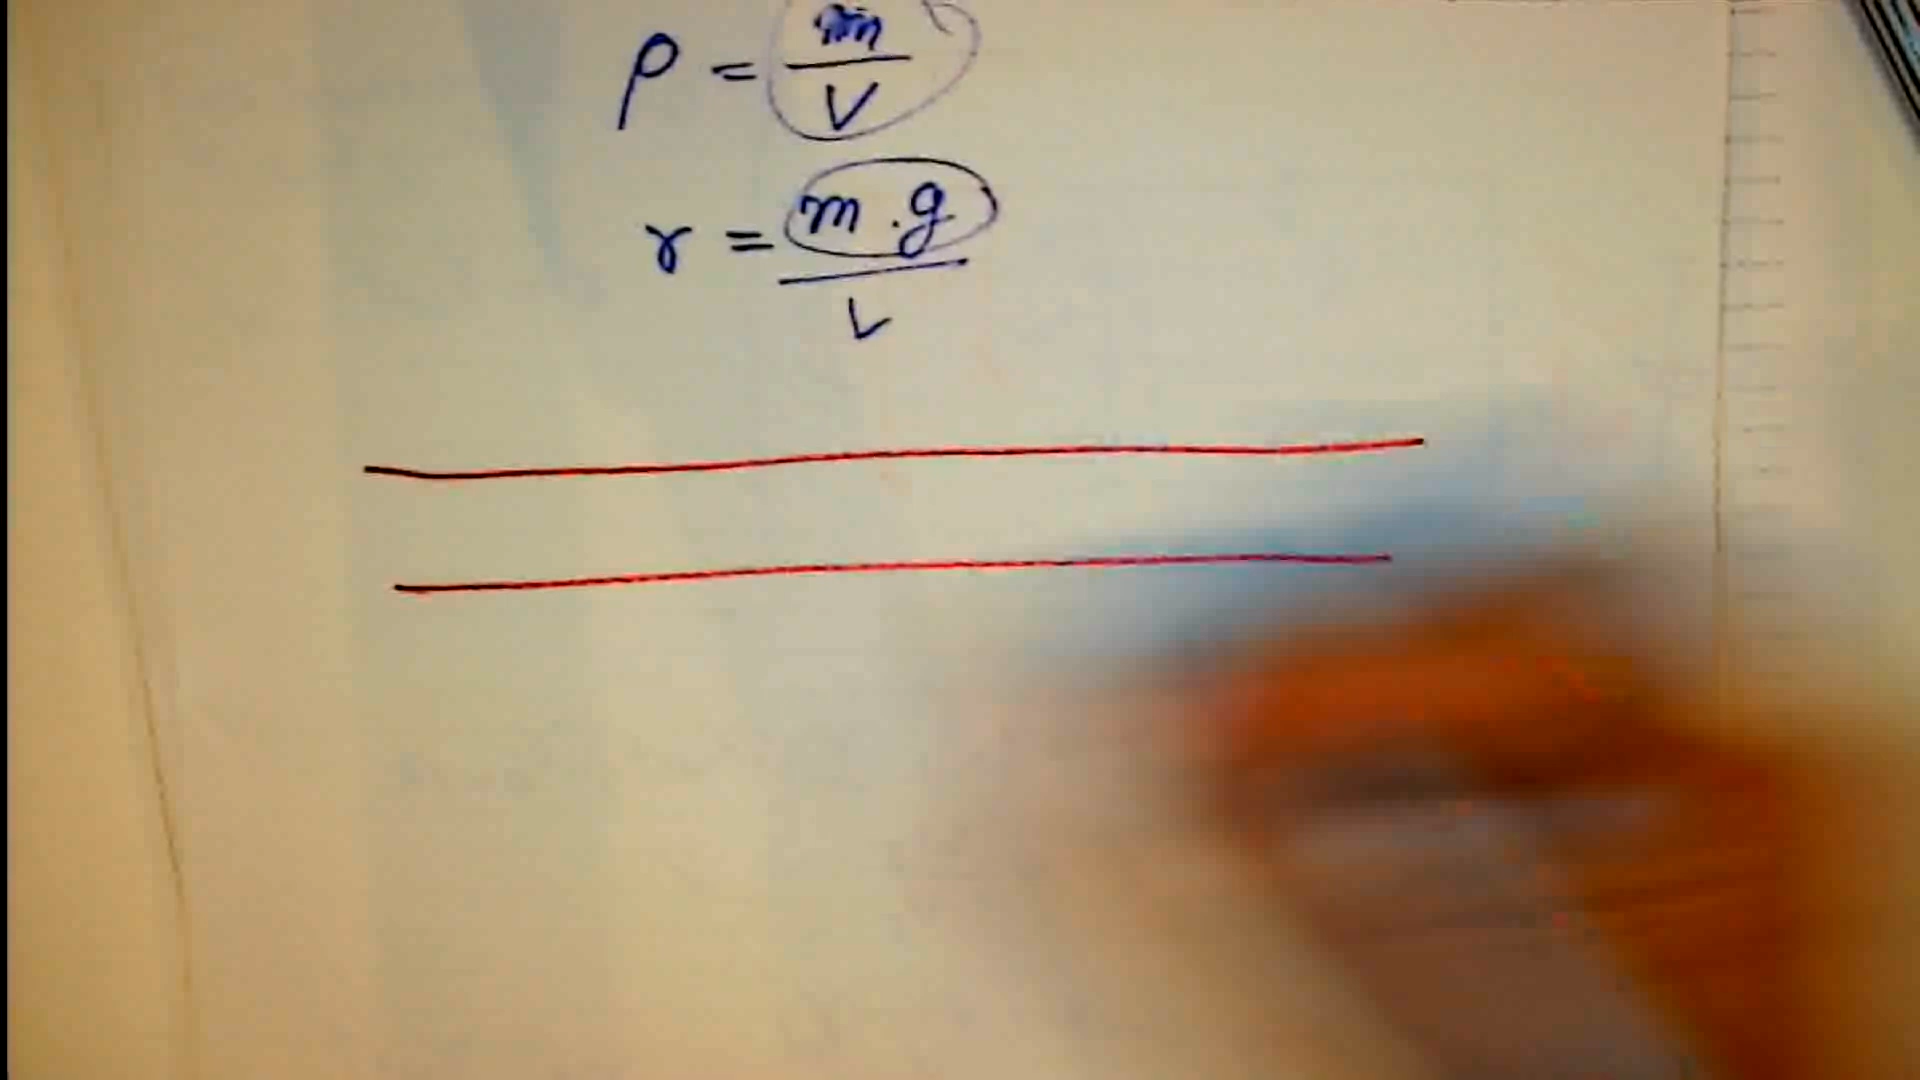 ρ = m/V
γ = m.g/V